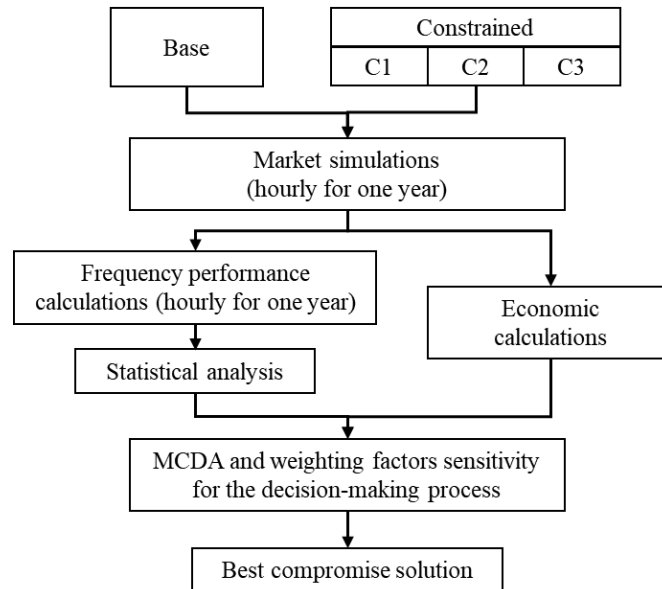 Base
Constrained
C1
C2
C3
Market simulations
(hourly for one year)
Frequency performance
calculations (hourly for one year)
Economic
calculations
Statistical analysis
MCDA and weighting factors sensitivity
for the decision-making process
Best compromise solution